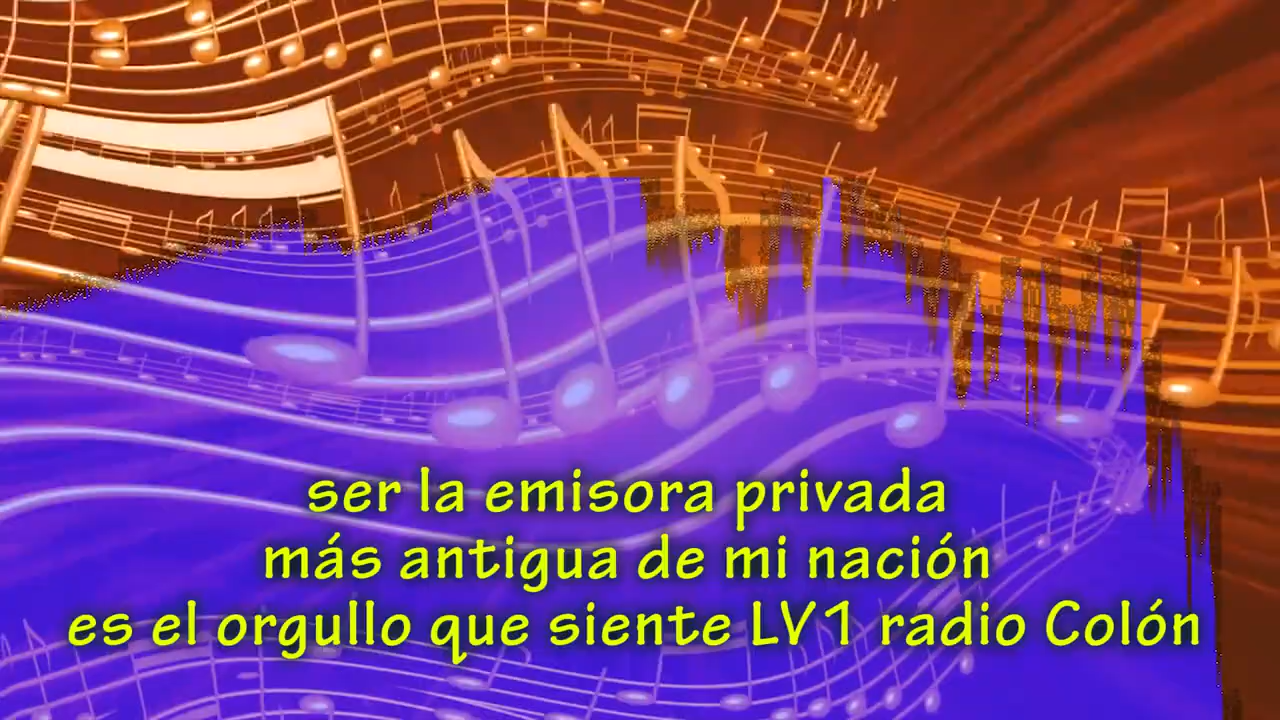 ser la emisora privada
más antigua de mi nación
es el orgullo que siente LV1 radio Colón